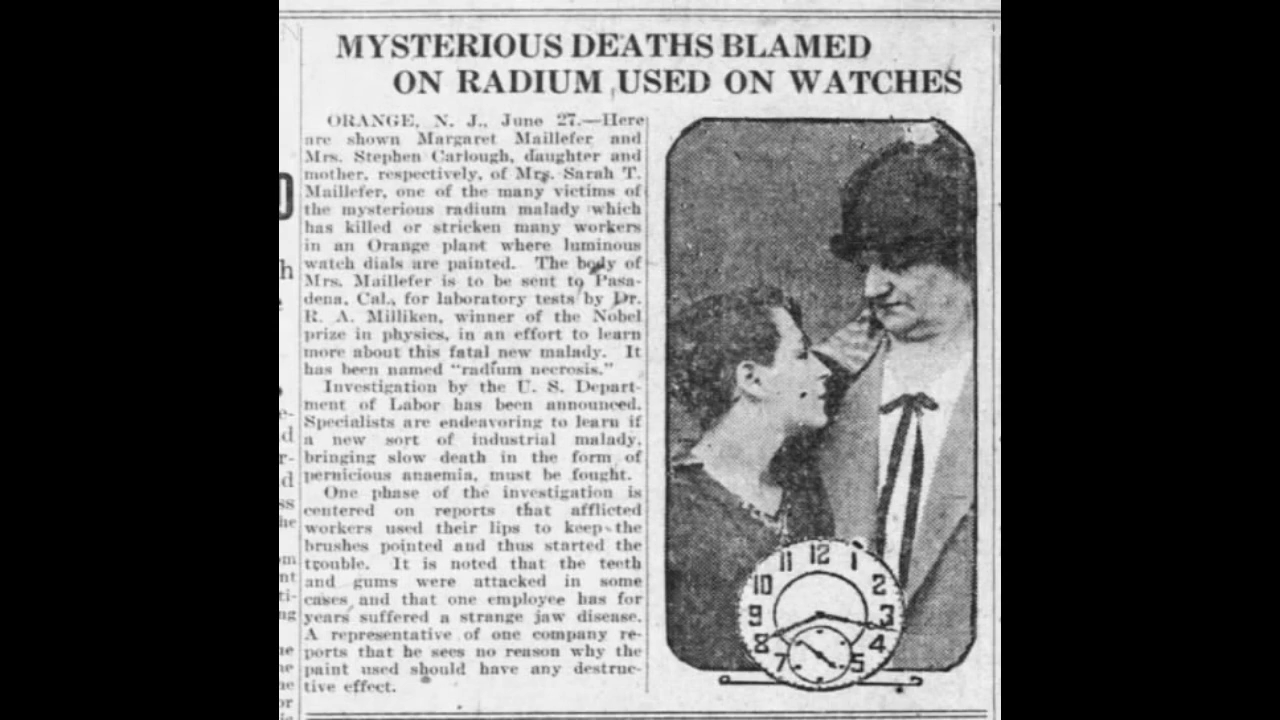 MYSTERIOUS DEATHS BLAMED
ON RADIUM USED ON WATCHES
ORANGE, N. J., June 27.—Here
are shown Margaret Maillefer and
Mrs. Stephen Carlough, daughter and
mother, respectively, of Mrs. Sarah T.
Maillefer, one of the many victims of
the mysterious radium malady which
has killed or stricken many workers
in an Orange plant where luminous
watch dials are painted. The body of
Mrs. Maillefer is to be sent to Pasa-
dena, Cal., for laboratory tests by Dr.
R. A. Milliken, winner of the Nobel
prize in physics, in an effort to learn
more about this fatal new malady. It
has been named "radium necrosis."
Investigation by the U. S. Depart-
ment of Labor has been announced.
Specialists are endeavoring to learn if
a new sort of industrial malady,
bringing slow death in the form of
pernicious anaemia, must be fought.
One phase of the investigation is
centered on reports that afflicted
workers used their lips to keep the
brushes pointed and thus started the
trouble. It is noted that the teeth
and gums were attacked in some
cases and that one employee has for
years suffered a strange jaw disease.
A representative of one company re-
ports that he sees no reason why the
paint used should have any destruc-
tive effect.
11 12 1
10 2
9 3
8 4
7 5